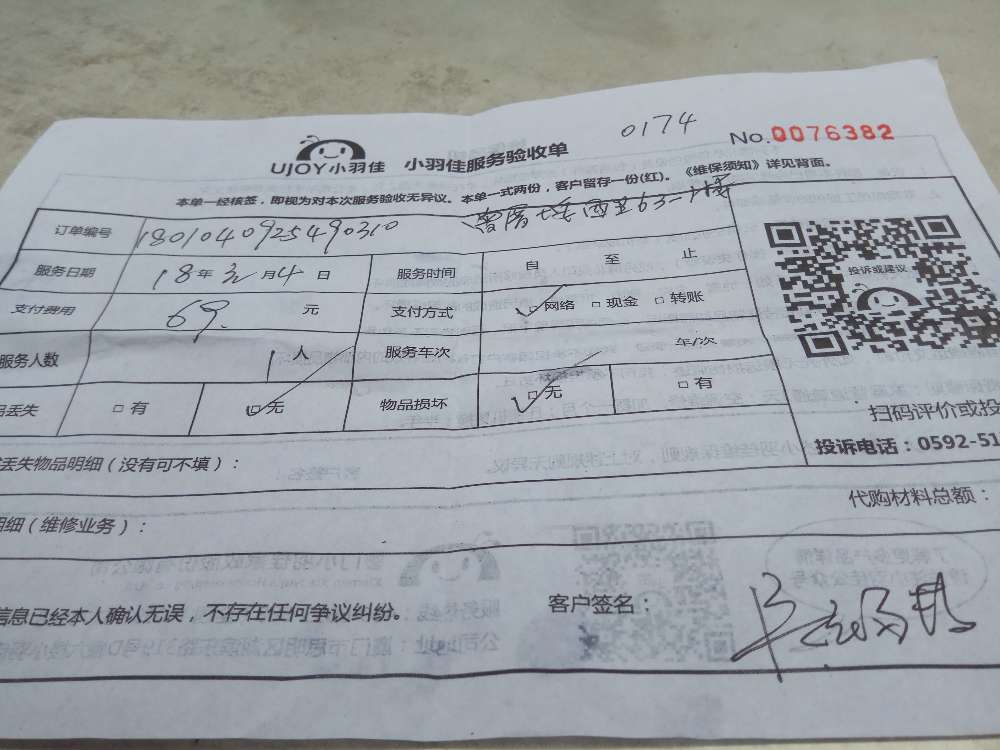 0174
No.0076382
UJOY小羽佳 小羽佳服务验收单
本单一经核签，即视为对本次服务验收无异议。本单一式两份，客户留存一份(红)。《维保须知》详见背面。
订单编号 1801040925490310
服务日期 18年3月4日 服务时间 自 至 止
支付费用 69. 元 支付方式 ☑网络 □现金 □转账
服务人数 1人 服务车次 车/次
品丢失 □有 ☑无 物品损坏 ☑无 □有
投诉或建议
扫码评价或投
投诉电话：0592-51
丢失物品明细（没有可不填）：
代购材料总额：
明细（维修业务）：
信息已经本人确认无误，不存在任何争议纠纷。
客户签名：